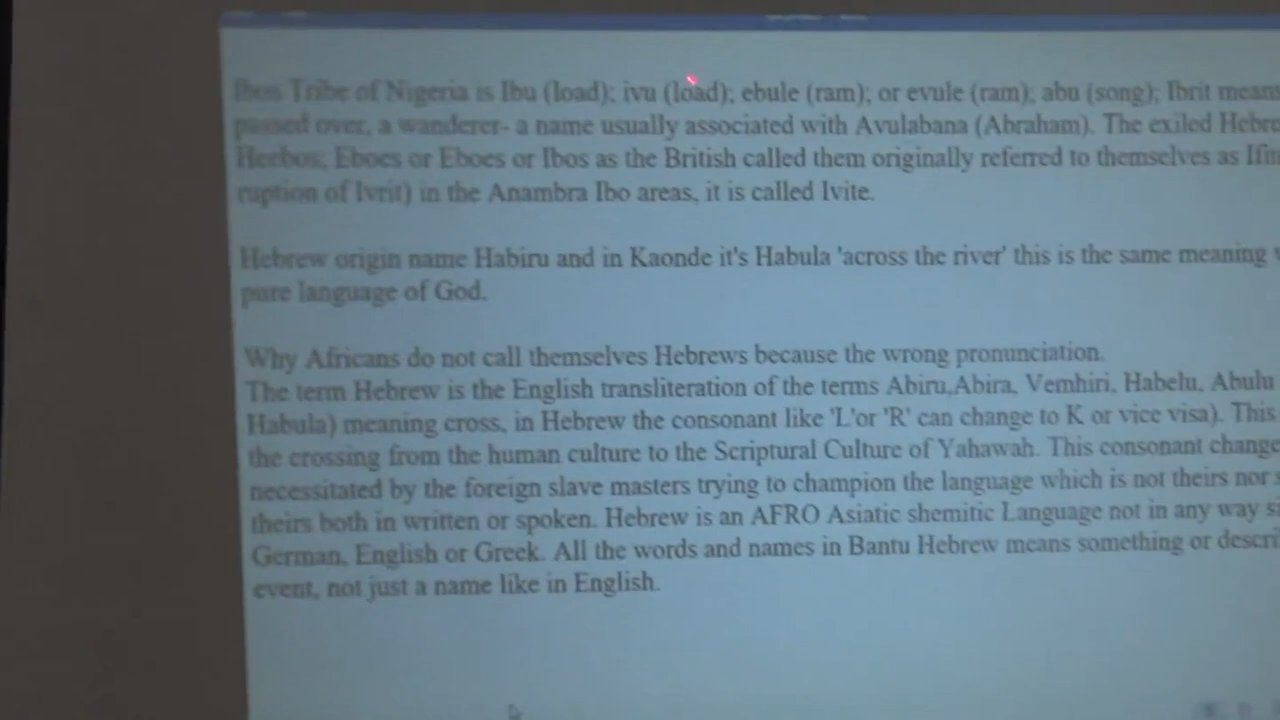 Ibos Tribe of Nigeria is Ibu (load); ivu (load); ebule (ram); or evule (ram); abu (song); Ibrit means
passed over, a wanderer- a name usually associated with Avulabana (Abraham). The exiled Hebre
Heebos; Eboes or Eboes or Ibos as the British called them originally referred to themselves as Ifit
ruption of Ivrit) in the Anambra Ibo areas, it is called Ivite.
Hebrew origin name Habiru and in Kaonde it's Habula 'across the river' this is the same meaning
pure language of God.
Why Africans do not call themselves Hebrews because the wrong pronunciation.
The term Hebrew is the English transliteration of the terms Abiru,Abira, Vemhiri, Habelu, Abulu
Habula) meaning cross, in Hebrew the consonant like 'L'or 'R' can change to K or vice visa). This
the crossing from the human culture to the Scriptural Culture of Yahawah. This consonant change
necessitated by the foreign slave masters trying to champion the language which is not theirs nor
theirs both in written or spoken. Hebrew is an AFRO Asiatic shemitic Language not in any way
German, English or Greek. All the words and names in Bantu Hebrew means something or descri
event, not just a name like in English.